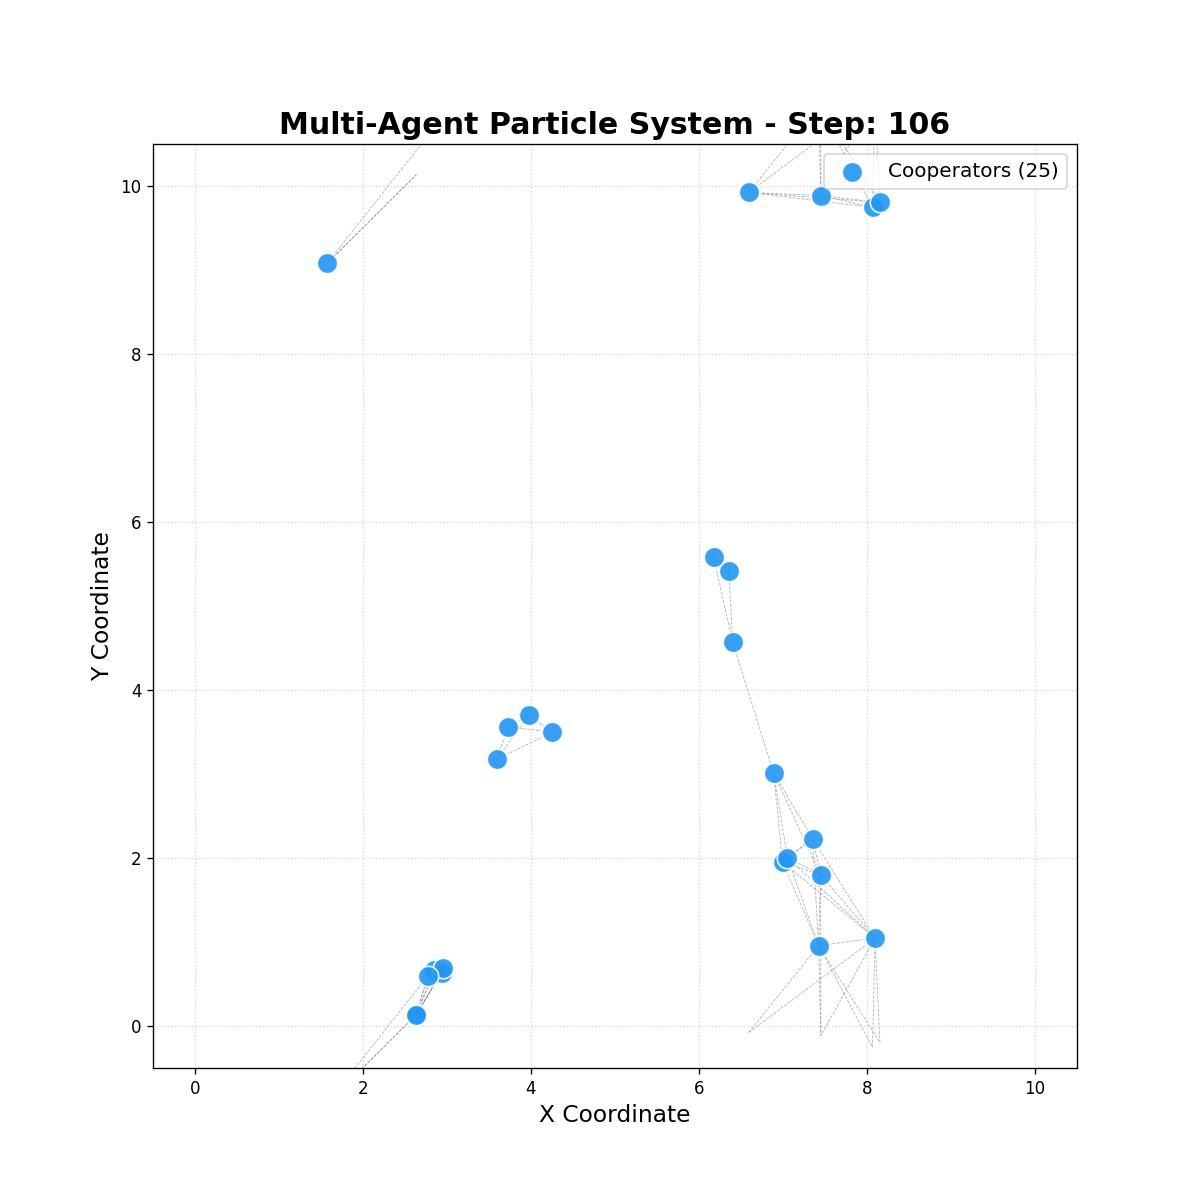 Multi-Agent Particle System - Step: 106
Cooperators (25)
10
8
6
4
2
0
Y Coordinate
0 2 4 6 8 10
X Coordinate